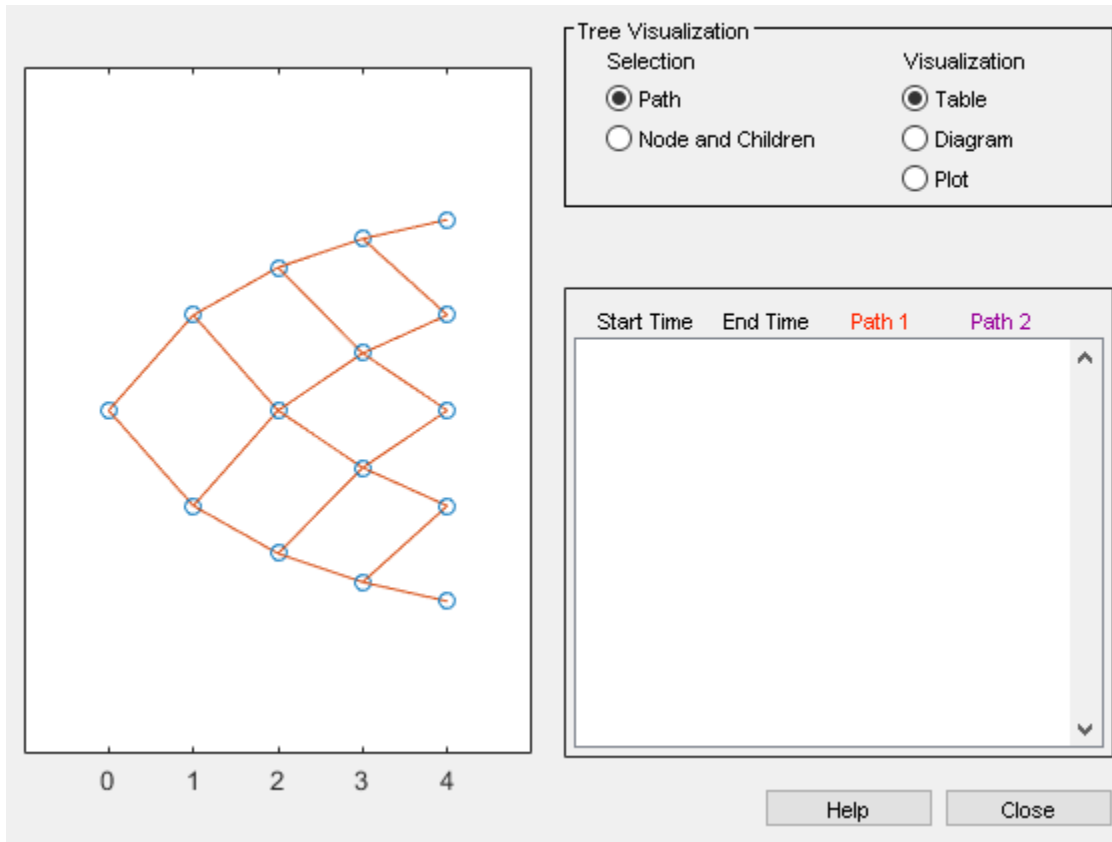 Tree Visualization
Selection
Visualization
Path
Table
Node and Children
Diagram
Plot
Start Time End Time Path 1 Path 2
0 1 2 3 4
Help Close